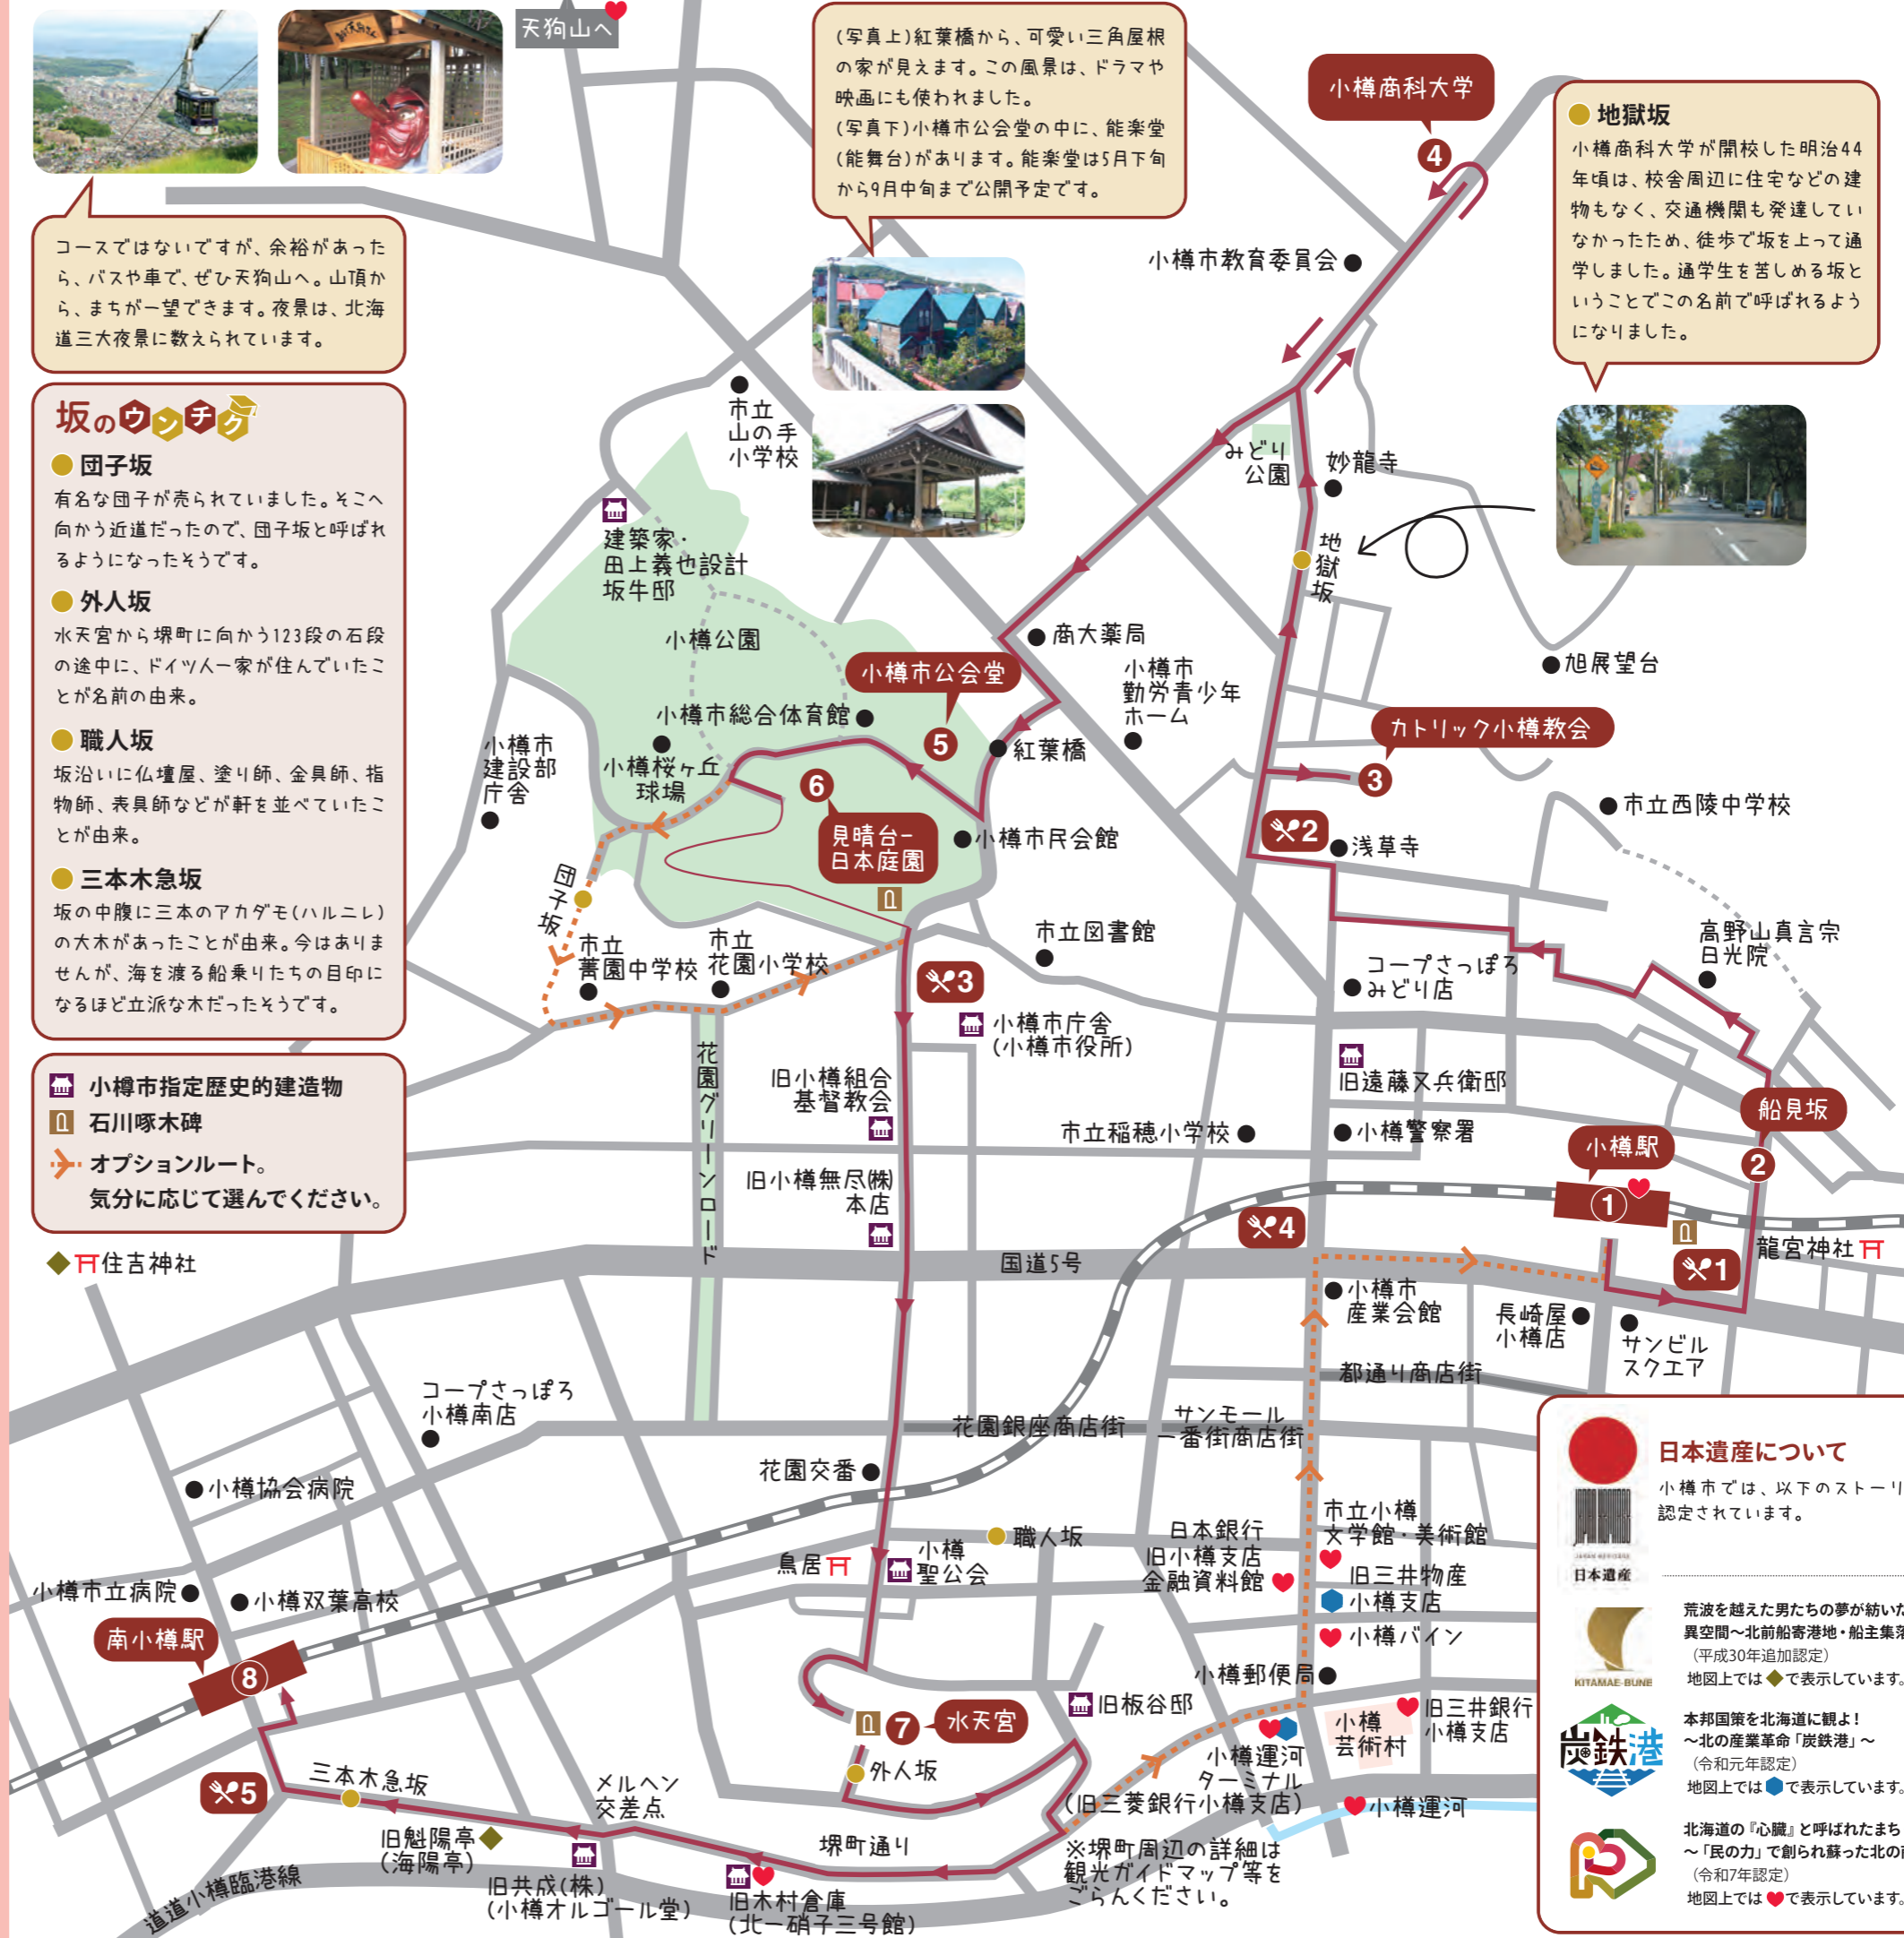 天狗山へ
コースではないですが、余裕があった
ら、バスや車で、ぜひ天狗山へ。山頂か
ら、まちが一望できます。夜景は、北海
道三大夜景に数えられています。
(写真上)紅葉橋から、可愛い三角屋根
の家が見えます。この風景は、ドラマや
映画にも使われました。
(写真下)小樽市公会堂の中に、能楽堂
(能舞台)があります。能楽堂は5月下旬
から9月中旬まで公開予定です。
小樽商科大学
4
地獄坂
小樽商科大学が開校した明治44
年頃は、校舎周辺に住宅などの建
物もなく、交通機関も発達してい
なかったため、徒歩で坂を上って通
学しました。通学生を苦しめる坂と
いうことでこの名前で呼ばれるよう
になりました。
坂のウンチク
団子坂
有名な団子が売られていました。そこへ
向かう近道だったので、団子坂と呼ばれ
るようになったそうです。
外人坂
水天宮から堺町に向かう123段の石段
の途中に、ドイツ人一家が住んでいたこ
とが名前の由来。
職人坂
坂沿いに仏壇屋、塗り師、金具師、指
物師、表具師などが軒を並べていたこ
とが由来。
三本木急坂
坂の中腹に三本のアカダモ(ハルニレ)
の大木があったことが由来。今はありま
せんが、海を渡る船乗りたちの目印に
なるほど立派な木だったそうです。
小樽市指定歴史的建造物
石川啄木碑
オプションルート。
気分に応じて選んでください。
小樽市教育委員会
市立
山の手
小学校
みどり
公園
妙龍寺
地獄坂
建築家・
田上義也設計
坂牛邸
小樽公園
商大薬局
小樽市
勤労青少年
ホーム
旭展望台
小樽市公会堂
5
小樽市総合体育館
紅葉橋
カトリック小樽教会
3
小樽市
建設部
庁舎
小樽桜ヶ丘
球場
6
見晴台-
日本庭園
小樽市民会館
2
浅草寺
市立西陵中学校
団子坂
市立
菁園中学校
市立
花園小学校
3
市立図書館
コープさっぽろ
みどり店
高野山真言宗
日光院
小樽市庁舎
(小樽市役所)
花園グリーンロード
旧小樽組合
基督教会
旧遠藤又兵衛邸
市立稲穂小学校
小樽警察署
船見坂
2
小樽駅
1
旧小樽無尽(株)
本店
4
国道5号
1
龍宮神社
住吉神社
小樽市
産業会館
長崎屋
小樽店
サンビル
スクエア
都通り商店街
コープさっぽろ
小樽南店
花園銀座商店街
サンモール
一番街商店街
花園交番
小樽協会病院
職人坂
鳥居
小樽
聖公会
日本銀行
旧小樽支店
金融資料館
市立小樽
文学館・美術館
旧三井物産
小樽支店
小樽バイン
小樽市立病院
小樽双葉高校
南小樽駅
8
小樽郵便局
旧板谷邸
7
水天宮
小樽
芸術村
旧三井銀行
小樽支店
外人坂
小樽運河
ターミナル
(旧三菱銀行小樽支店)
小樽運河
5
三本木急坂
メルヘン
交差点
堺町通り
旧魁陽亭
(海陽亭)
旧共成(株)
(小樽オルゴール堂)
旧木村倉庫
(北一硝子三号館)
※堺町周辺の詳細は
観光ガイドマップ等を
ごらんください。
道道小樽臨港線
日本遺産について
小樽市では、以下のストーリ
認定されています。
JAPAN HERITAGE
日本遺産
荒波を越えた男たちの夢が紡いだ
異空間～北前船寄港地・船主集落
(平成30年追加認定)
地図上では◆で表示しています。
KITAMAE-BUNE
本邦国策を北海道に観よ!
～北の産業革命「炭鉄港」～
(令和元年認定)
地図上では⬢で表示しています。
炭鉄港
北海道の『心臓』と呼ばれたまち
～「民の力」で創られ蘇った北の
(令和7年認定)
地図上では♥で表示しています。